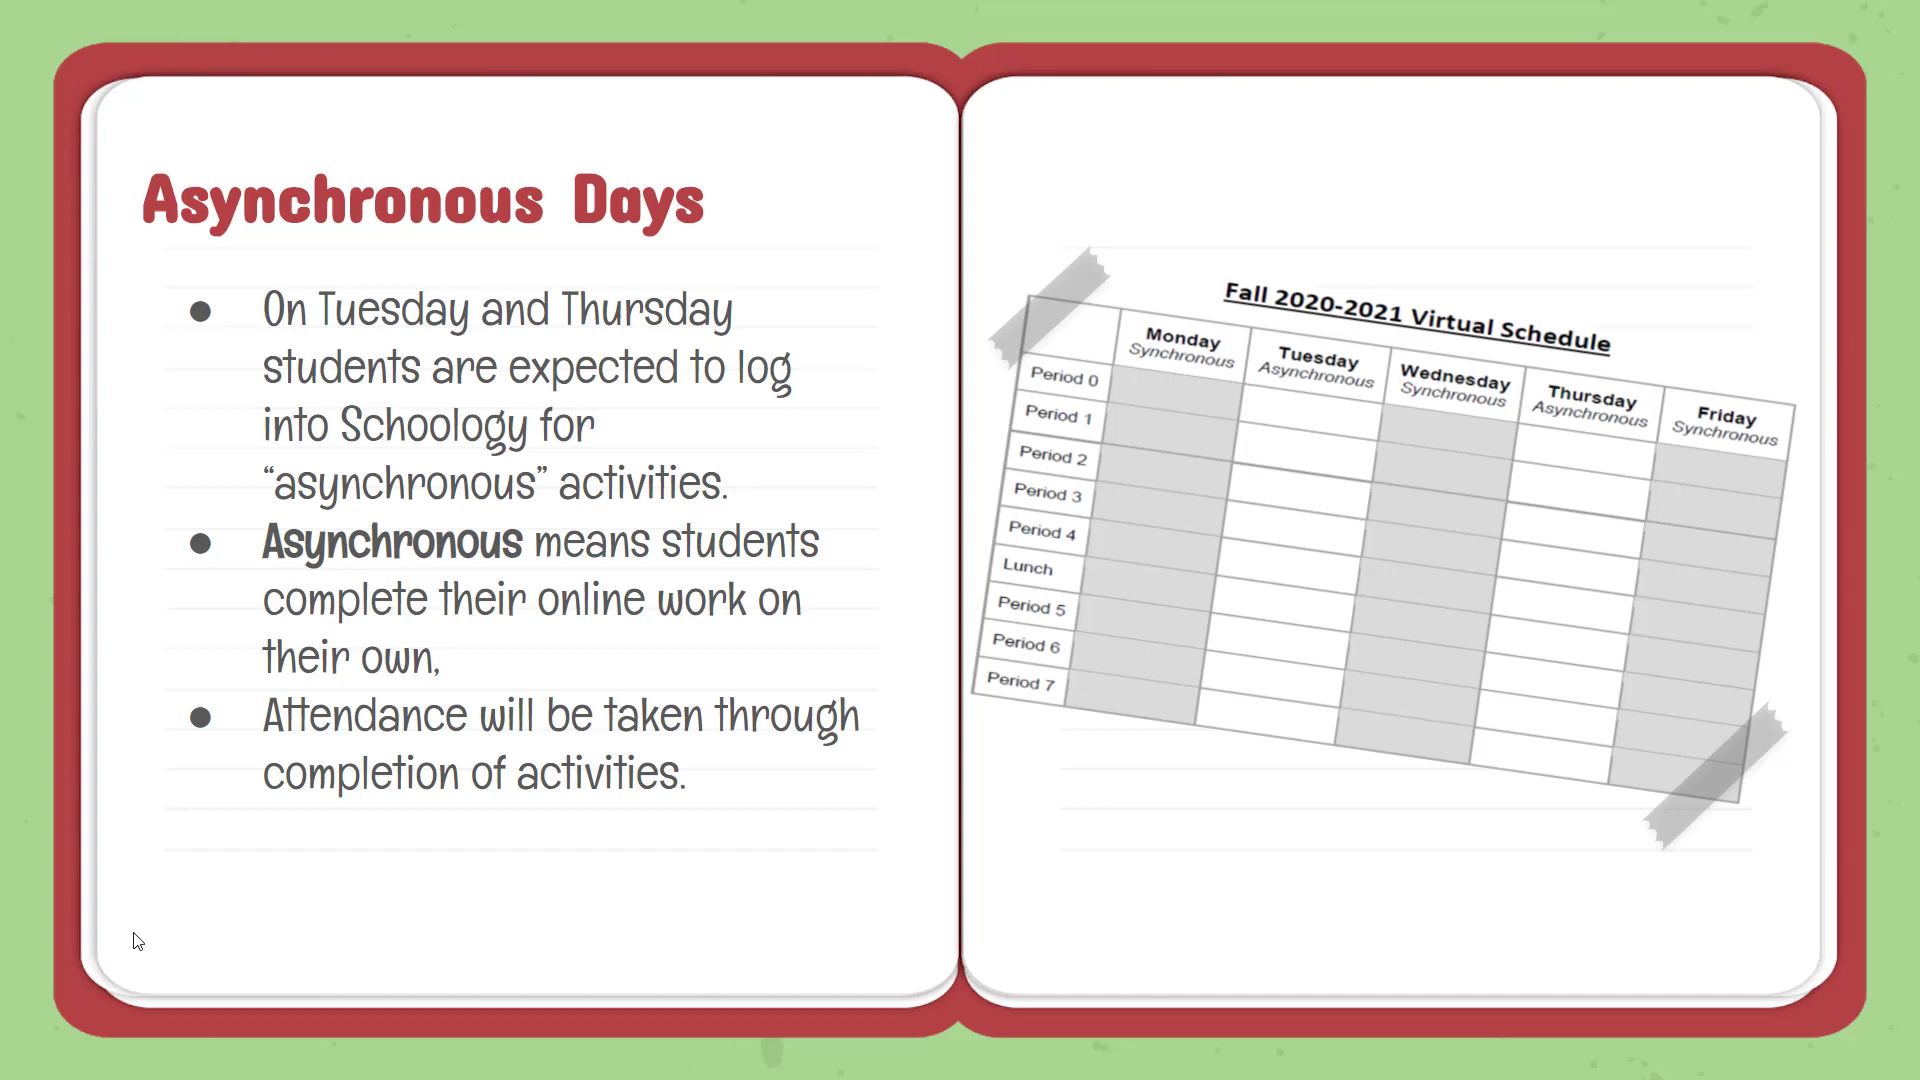 Asynchronous Days
● On Tuesday and Thursday
students are expected to log
into Schoology for
“asynchronous” activities.
● Asynchronous means students
complete their online work on
their own,
● Attendance will be taken through
completion of activities.
Fall 2020-2021 Virtual Schedule
Monday Tuesday Wednesday Thursday Friday
Synchronous Asynchronous Synchronous Asynchronous Synchronous
Period 0
Period 1
Period 2
Period 3
Period 4
Lunch
Period 5
Period 6
Period 7